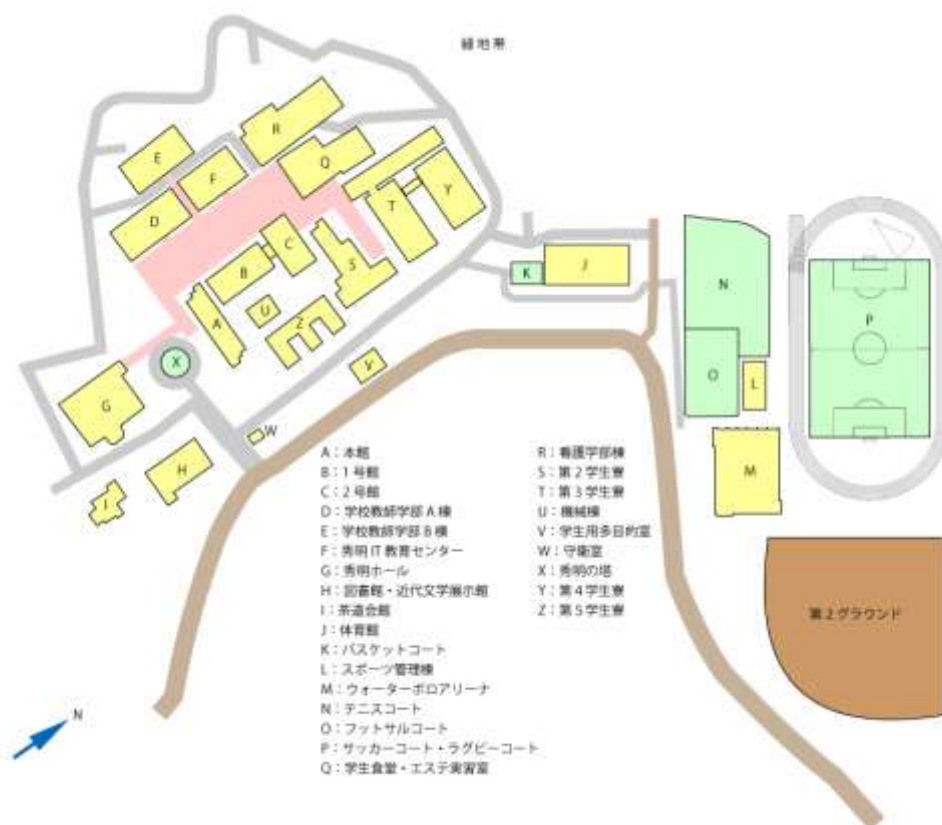 緑地帯
R
E
Q
F
Y
D
T
C
S
B
N
K
J
U
A
Z
P
X
V
O
L
G
W
H
M
I
A:本館
B:1号館
C:2号館
D:学校教師学部A棟
E:学校教師学部B棟
F:秀明IT教育センター
G:秀明ホール
H:図書館・近代文学展示館
I:茶道会館
J:体育館
K:バスケットコート
L:スポーツ管理棟
M:ウォーターポロアリーナ
N:テニスコート
O:フットサルコート
P:サッカーコート・ラグビーコート
Q:学生食堂・エステ実習室
R:看護学部棟
S:第2学生寮
T:第3学生寮
U:機械棟
V:学生用多目的室
W:守衛室
X:秀明の塔
Y:第4学生寮
Z:第5学生寮
第2グラウンド
N